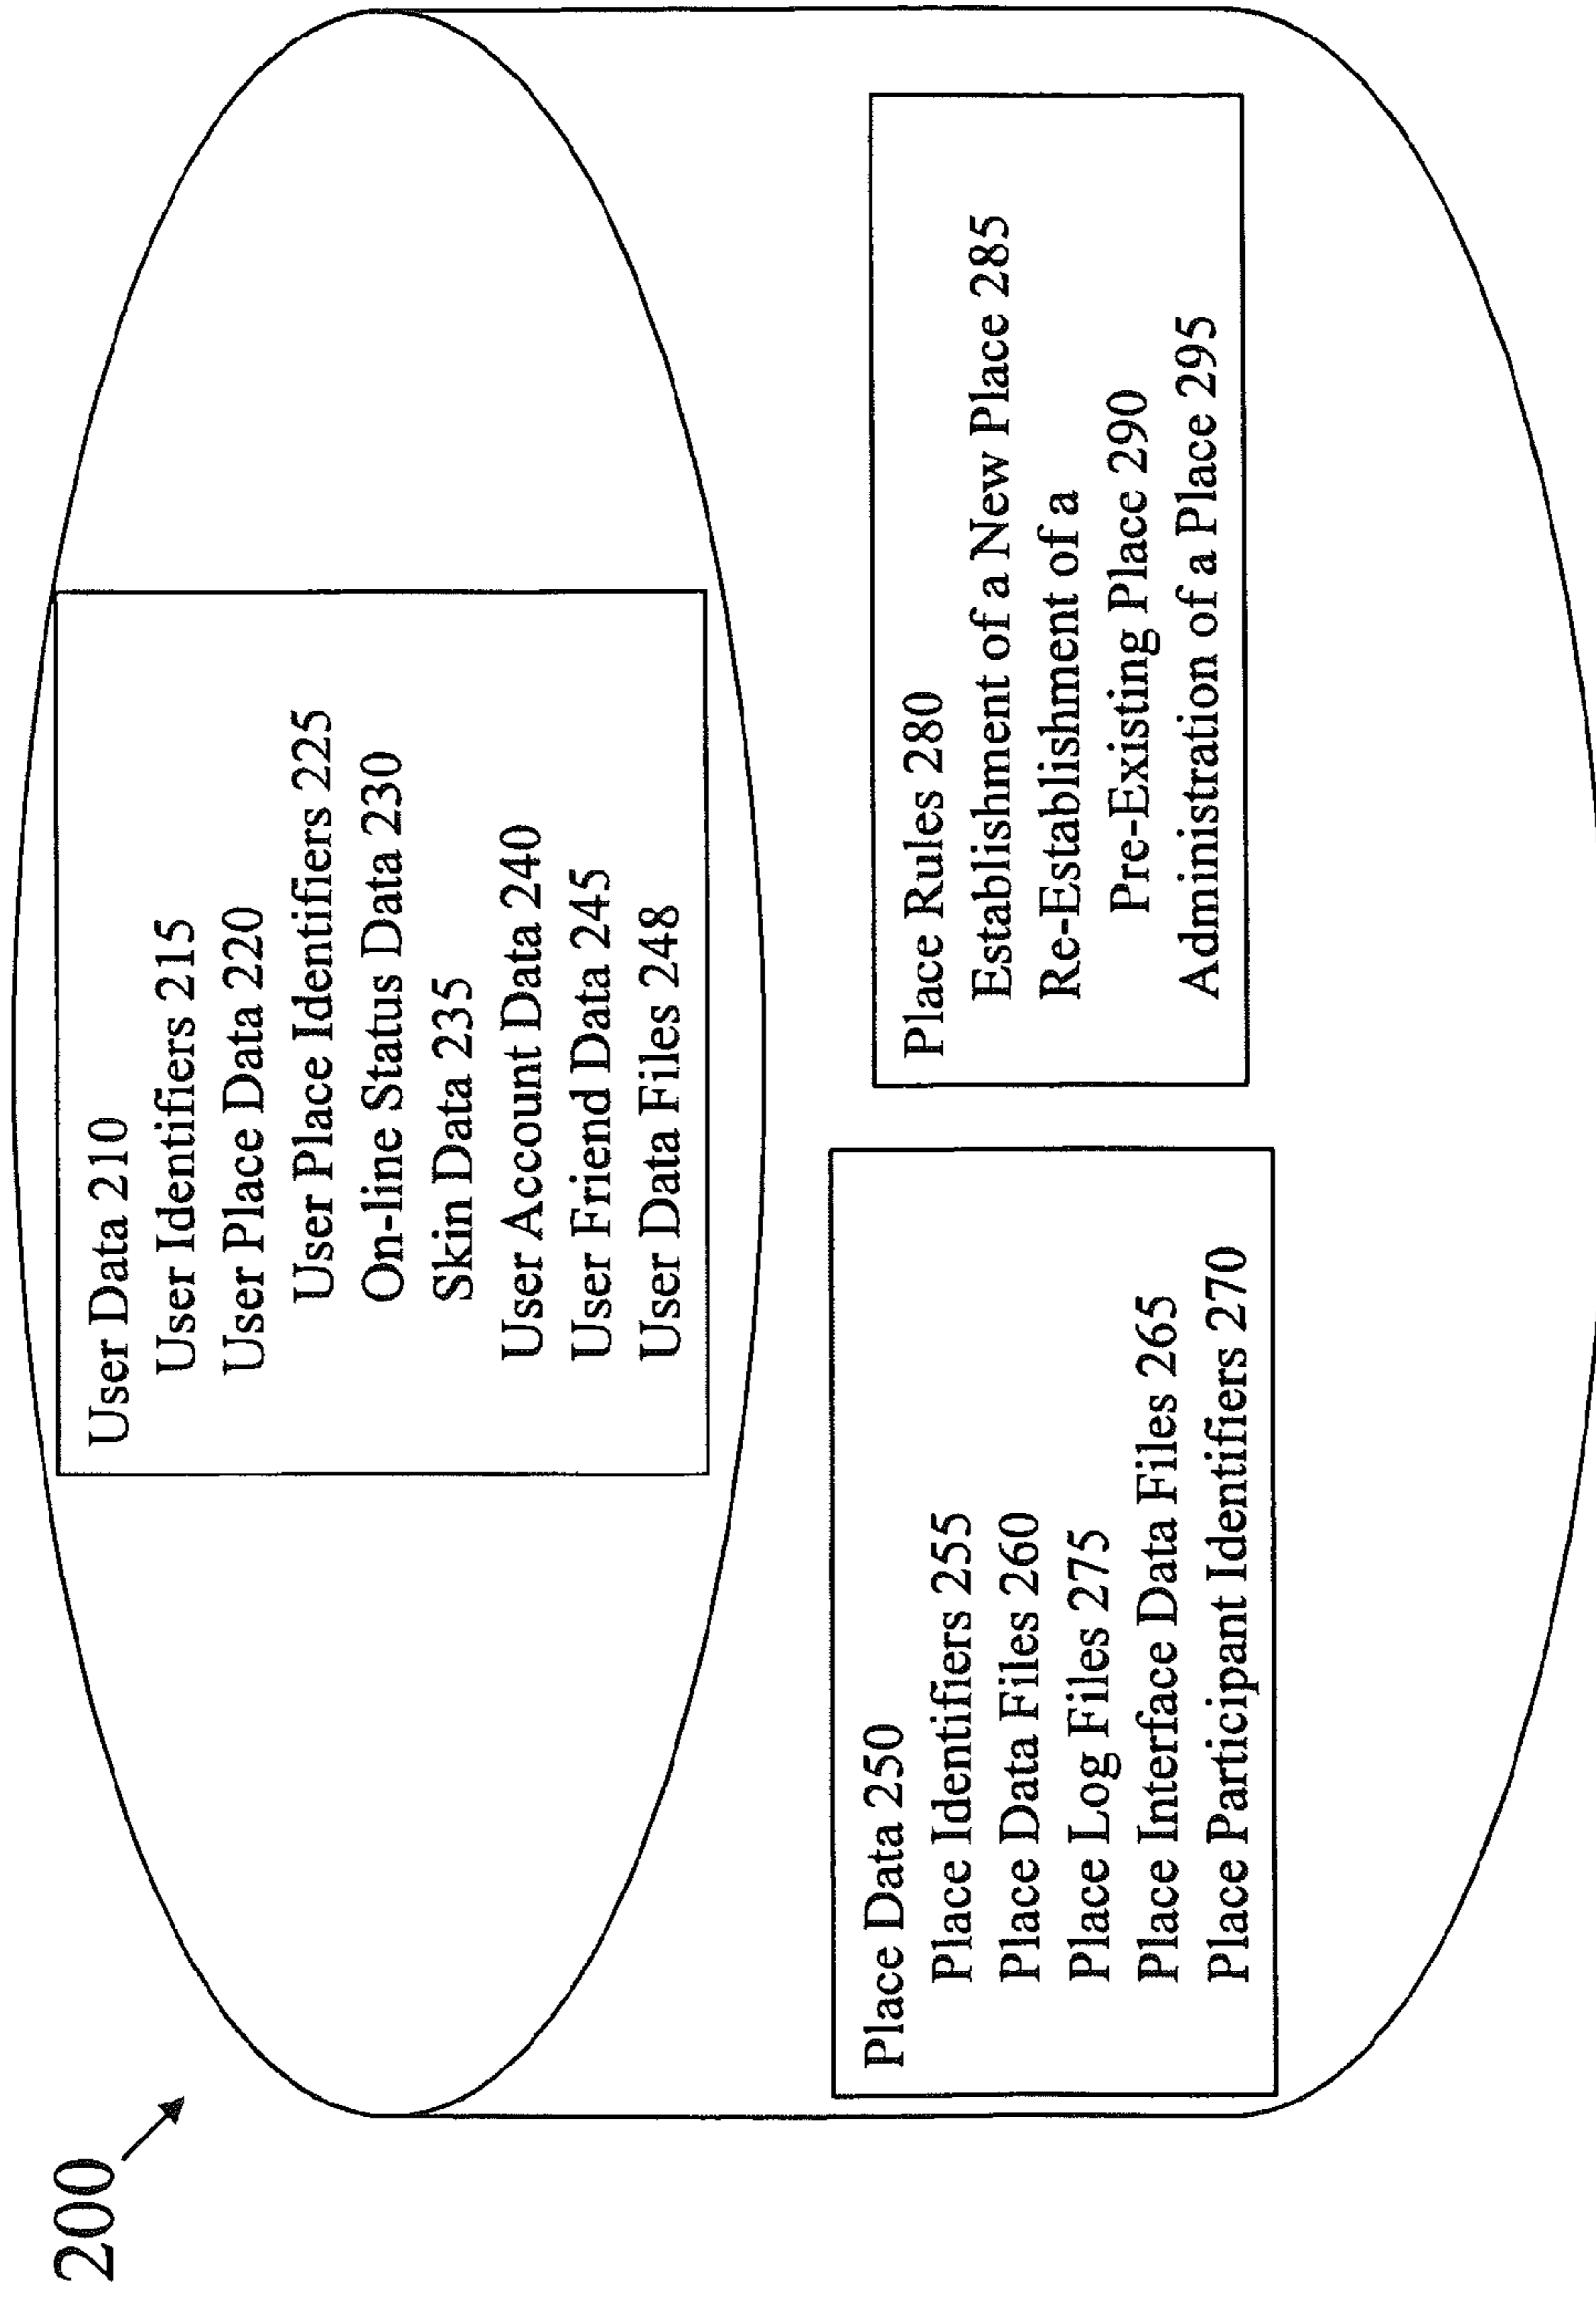 200
User Data 210
User Identifiers 215
User Place Data 220
User Place Identifiers 225
On-line Status Data 230
Skin Data 235
User Account Data 240
User Friend Data 245
User Data Files 248
Place Data 250
Place Identifiers 255
Place Data Files 260
Place Log Files 275
Place Interface Data Files 265
Place Participant Identifiers 270
Place Rules 280
Establishment of a New Place 285
Re-Establishment of a
Pre-Existing Place 290
Administration of a Place 295